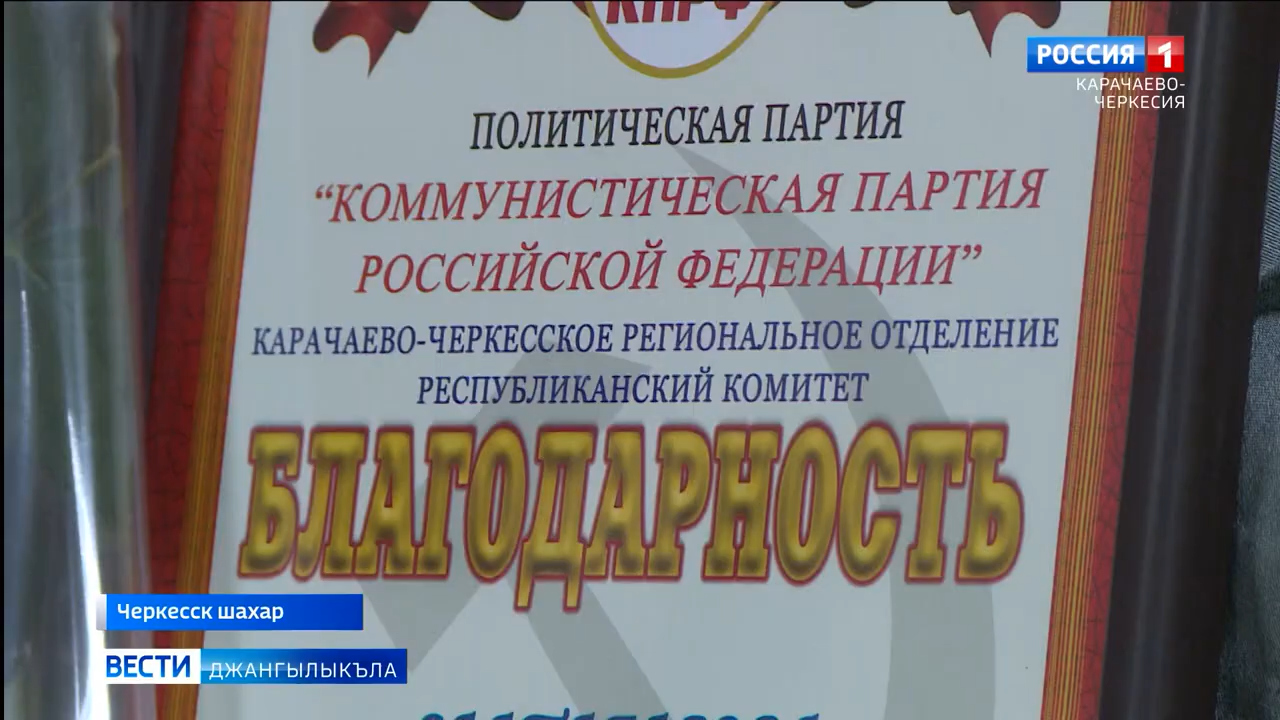 КПРФ
РОССИЯ 1
КАРАЧАЕВО-
ЧЕРКЕСИЯ
ПОЛИТИЧЕСКАЯ ПАРТИЯ
“КОММУНИСТИЧЕСКАЯ ПАРТИЯ
РОССИЙСКОЙ ФЕДЕРАЦИИ”
КАРАЧАЕВО-ЧЕРКЕССКОЕ РЕГИОНАЛЬНОЕ ОТДЕЛЕНИЕ
РЕСПУБЛИКАНСКИЙ КОМИТЕТ
БЛАГОДАРНОСТЬ
Черкесск шахар
ВЕСТИ ДЖАНГЫЛЫКЪЛА